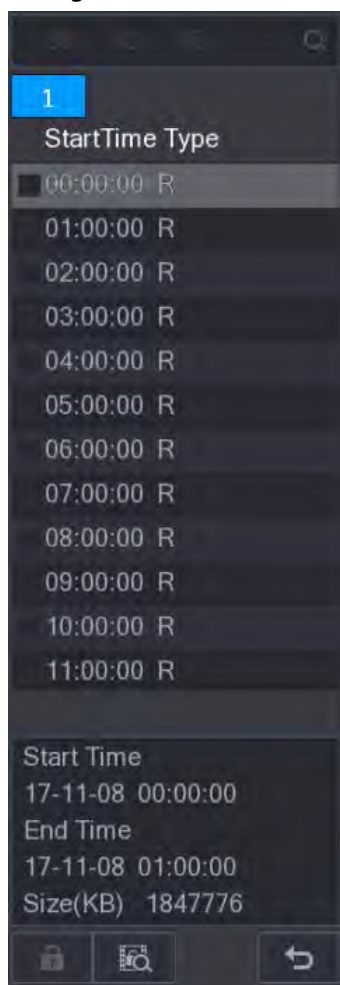 1
StartTime Type
00:00:00 R
01:00:00 R
02:00:00 R
03:00:00 R
04:00:00 R
05:00:00 R
06:00:00 R
07:00:00 R
08:00:00 R
09:00:00 R
10:00:00 R
11:00:00 R
Start Time
17-11-08 00:00:00
End Time
17-11-08 01:00:00
Size(KB) 1847776